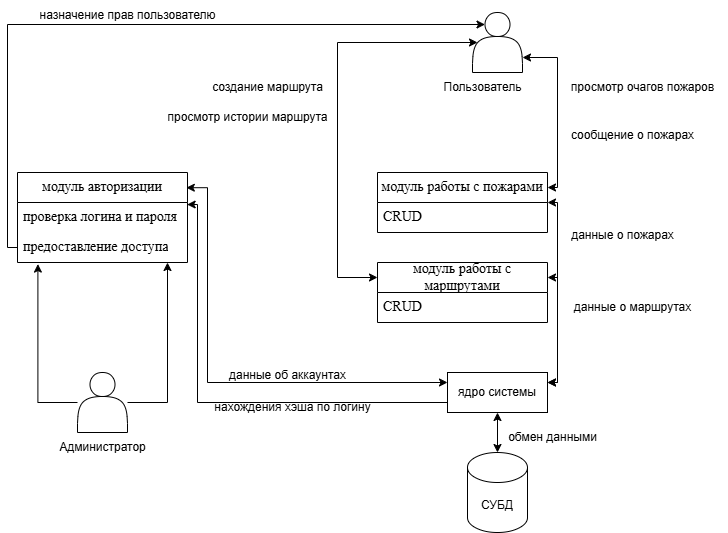 назначение прав пользователю
создание маршрута
Пользователь
просмотр очагов пожаров
просмотр истории маршрута
сообщение о пожарах
модуль авторизации
проверка логина и пароля
предоставление доступа
модуль работы с пожарами
CRUD
данные о пожарах
модуль работы с
маршрутами
CRUD
данные о маршрутах
данные об аккаунтах
нахождения хэша по логину
ядро системы
Администратор
обмен данными
СУБД